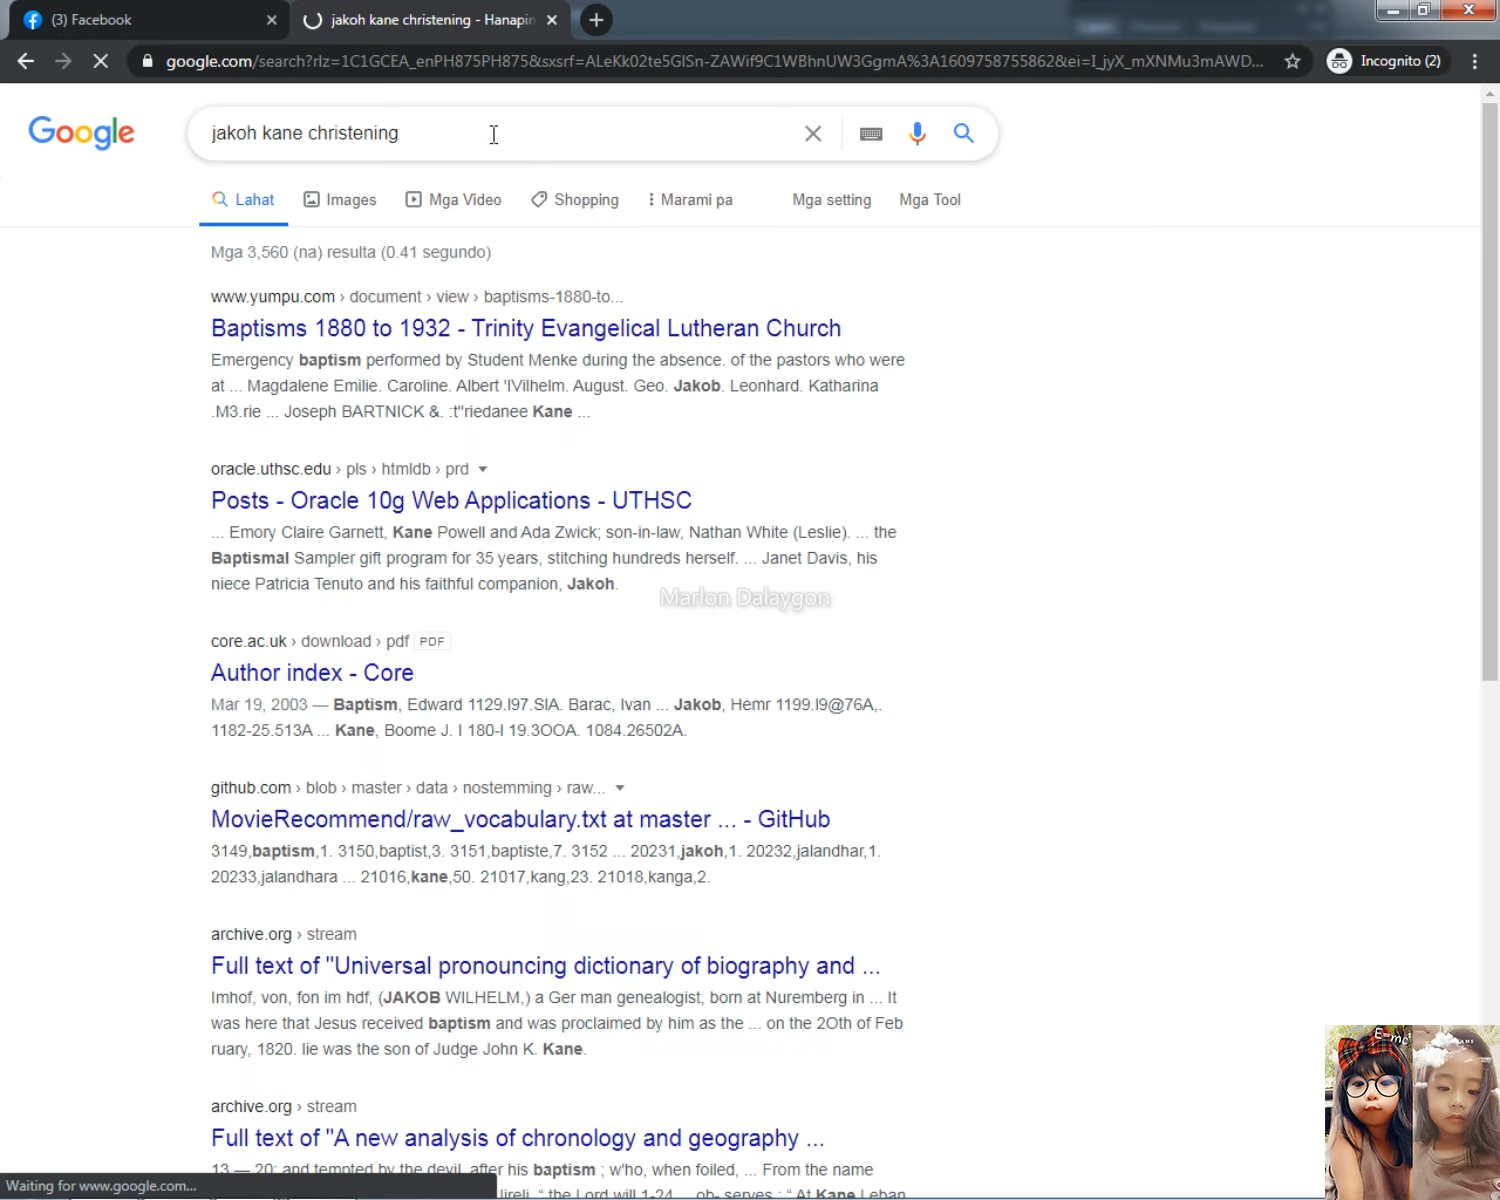 (3) Facebook
jakoh kane christening - Hanapin
google.com/search?rlz=1C1GCEA_enPH875PH875&sxsrf=ALeKk02te5GISn-ZAWif9C1WBhnUW3GgmA%3A1609758755862&ei=I_jyX_mXNMu3mAWD...
Incognito (2)
Google
jakoh kane christening
Lahat
Images
Mga Video
Shopping
Marami pa
Mga setting
Mga Tool
Mga 3,560 (na) resulta (0.41 segundo)
www.yumpu.com › document › view › baptisms-1880-to...
Baptisms 1880 to 1932 - Trinity Evangelical Lutheran Church
Emergency baptism performed by Student Menke during the absence. of the pastors who were
at ... Magdalene Emilie. Caroline. Albert 'IVilhelm. August. Geo. Jakob. Leonhard. Katharina
.M3.rie ... Joseph BARTNICK &. :t"riedanee Kane ...
oracle.uthsc.edu › pls › htmldb › prd
Posts - Oracle 10g Web Applications - UTHSC
... Emory Claire Garnett, Kane Powell and Ada Zwick; son-in-law, Nathan White (Leslie). ... the
Baptismal Sampler gift program for 35 years, stitching hundreds herself. ... Janet Davis, his
niece Patricia Tenuto and his faithful companion, Jakoh.
Marlon Dalaygon
core.ac.uk › download › pdf PDF
Author index - Core
Mar 19, 2003 — Baptism, Edward 1129.I97.SIA. Barac, Ivan ... Jakob, Hemr 1199.I9@76A,.
1182-25.513A ... Kane, Boome J. I 180-I 19.3OOA. 1084.26502A.
github.com › blob › master › data › nostemming › raw...
MovieRecommend/raw_vocabulary.txt at master ... - GitHub
3149,baptism,1. 3150,baptist,3. 3151,baptiste,7. 3152 ... 20231,jakoh,1. 20232,jalandhar,1.
20233,jalandhara ... 21016,kane,50. 21017,kang,23. 21018,kanga,2.
archive.org › stream
Full text of "Universal pronouncing dictionary of biography and ...
Imhof, von, fon im hdf, (JAKOB WILHELM,) a Ger man genealogist, born at Nuremberg in ... It
was here that Jesus received baptism and was proclaimed by him as the ... on the 2Oth of Feb
ruary, 1820. lie was the son of Judge John K. Kane.
archive.org › stream
Full text of "A new analysis of chronology and geography ...
13 — 20; and tempted by the devil, after his baptism ; w'ho, when foiled, ... From the name
lireli, " the Lord will 1-24 ... ob- serves ; " At Kane Leban
Waiting for www.google.com...
E=mc²